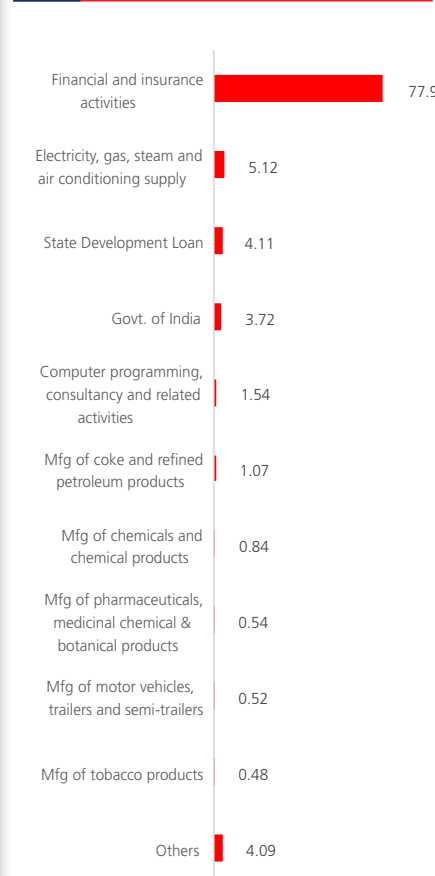 Financial and insurance
activities
77.9
Electricity, gas, steam and
air conditioning supply
5.12
State Development Loan
4.11
Govt. of India
3.72
Computer programming,
consultancy and related
activities
1.54
Mfg of coke and refined
petroleum products
1.07
Mfg of chemicals and
chemical products
0.84
Mfg of pharmaceuticals,
medicinal chemical &
botanical products
0.54
Mfg of motor vehicles,
trailers and semi-trailers
0.52
Mfg of tobacco products
0.48
Others
4.09